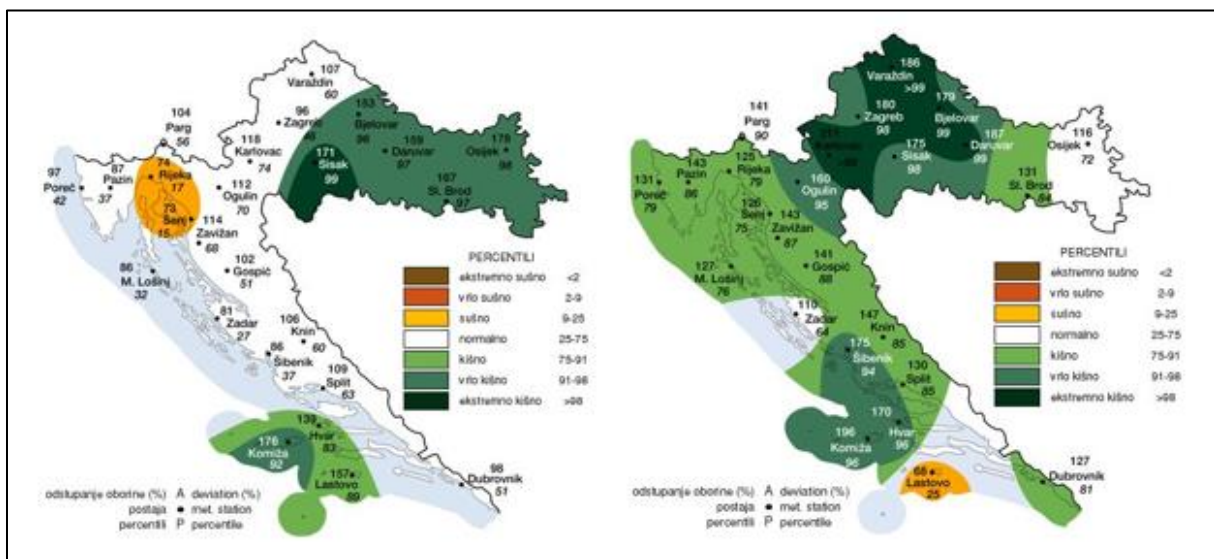 107
Varaždin
60
104
Parg
56
96
Zagreb
153
Bjelovar
96
118
Karlovac
74
171
Sisak
99
159
Daruvar
97
178
Osijek
98
167
Sl. Brod
97
97
Poreč
42
87
Pazin
37
74
Rijeka
17
112
Ogulin
70
73
Senj
15
114
Zavižan
68
86
M. Lošinj
32
102
Gospić
51
81
Zadar
27
106
Knin
60
86
Šibenik
37
109
Split
63
139
Hvar
83
176
Komiža
92
157
Lastovo
89
98
Dubrovnik
51
PERCENTILI
ekstremno sušno <2
vrlo sušno 2-9
sušno 9-25
normalno 25-75
kišno 75-91
vrlo kišno 91-98
ekstremno kišno >98
odstupanje oborine (%) A deviation (%)
postaja ● met. station
percentili P percentile
186
Varaždin
>99
141
Parg
90
180
Zagreb
98
179
Bjelovar
99
Karlovac
175
Sisak
98
187
Daruvar
99
116
Osijek
72
131
Sl. Brod
84
131
Poreč
79
143
Pazin
86
125
Rijeka
79
160
Ogulin
95
126
Senj
75
143
Zavižan
87
127
M. Lošinj
76
141
Gospić
88
110
Zadar
64
147
Knin
85
175
Šibenik
94
130
Split
85
170
Hvar
96
196
Komiža
96
68
Lastovo
25
127
Dubrovnik
81
PERCENTILI
ekstremno sušno <2
vrlo sušno 2-9
sušno 9-25
normalno 25-75
kišno 75-91
vrlo kišno 91-98
ekstremno kišno >98
odstupanje oborine (%) A deviation (%)
postaja ● met. station
percentili P percentile